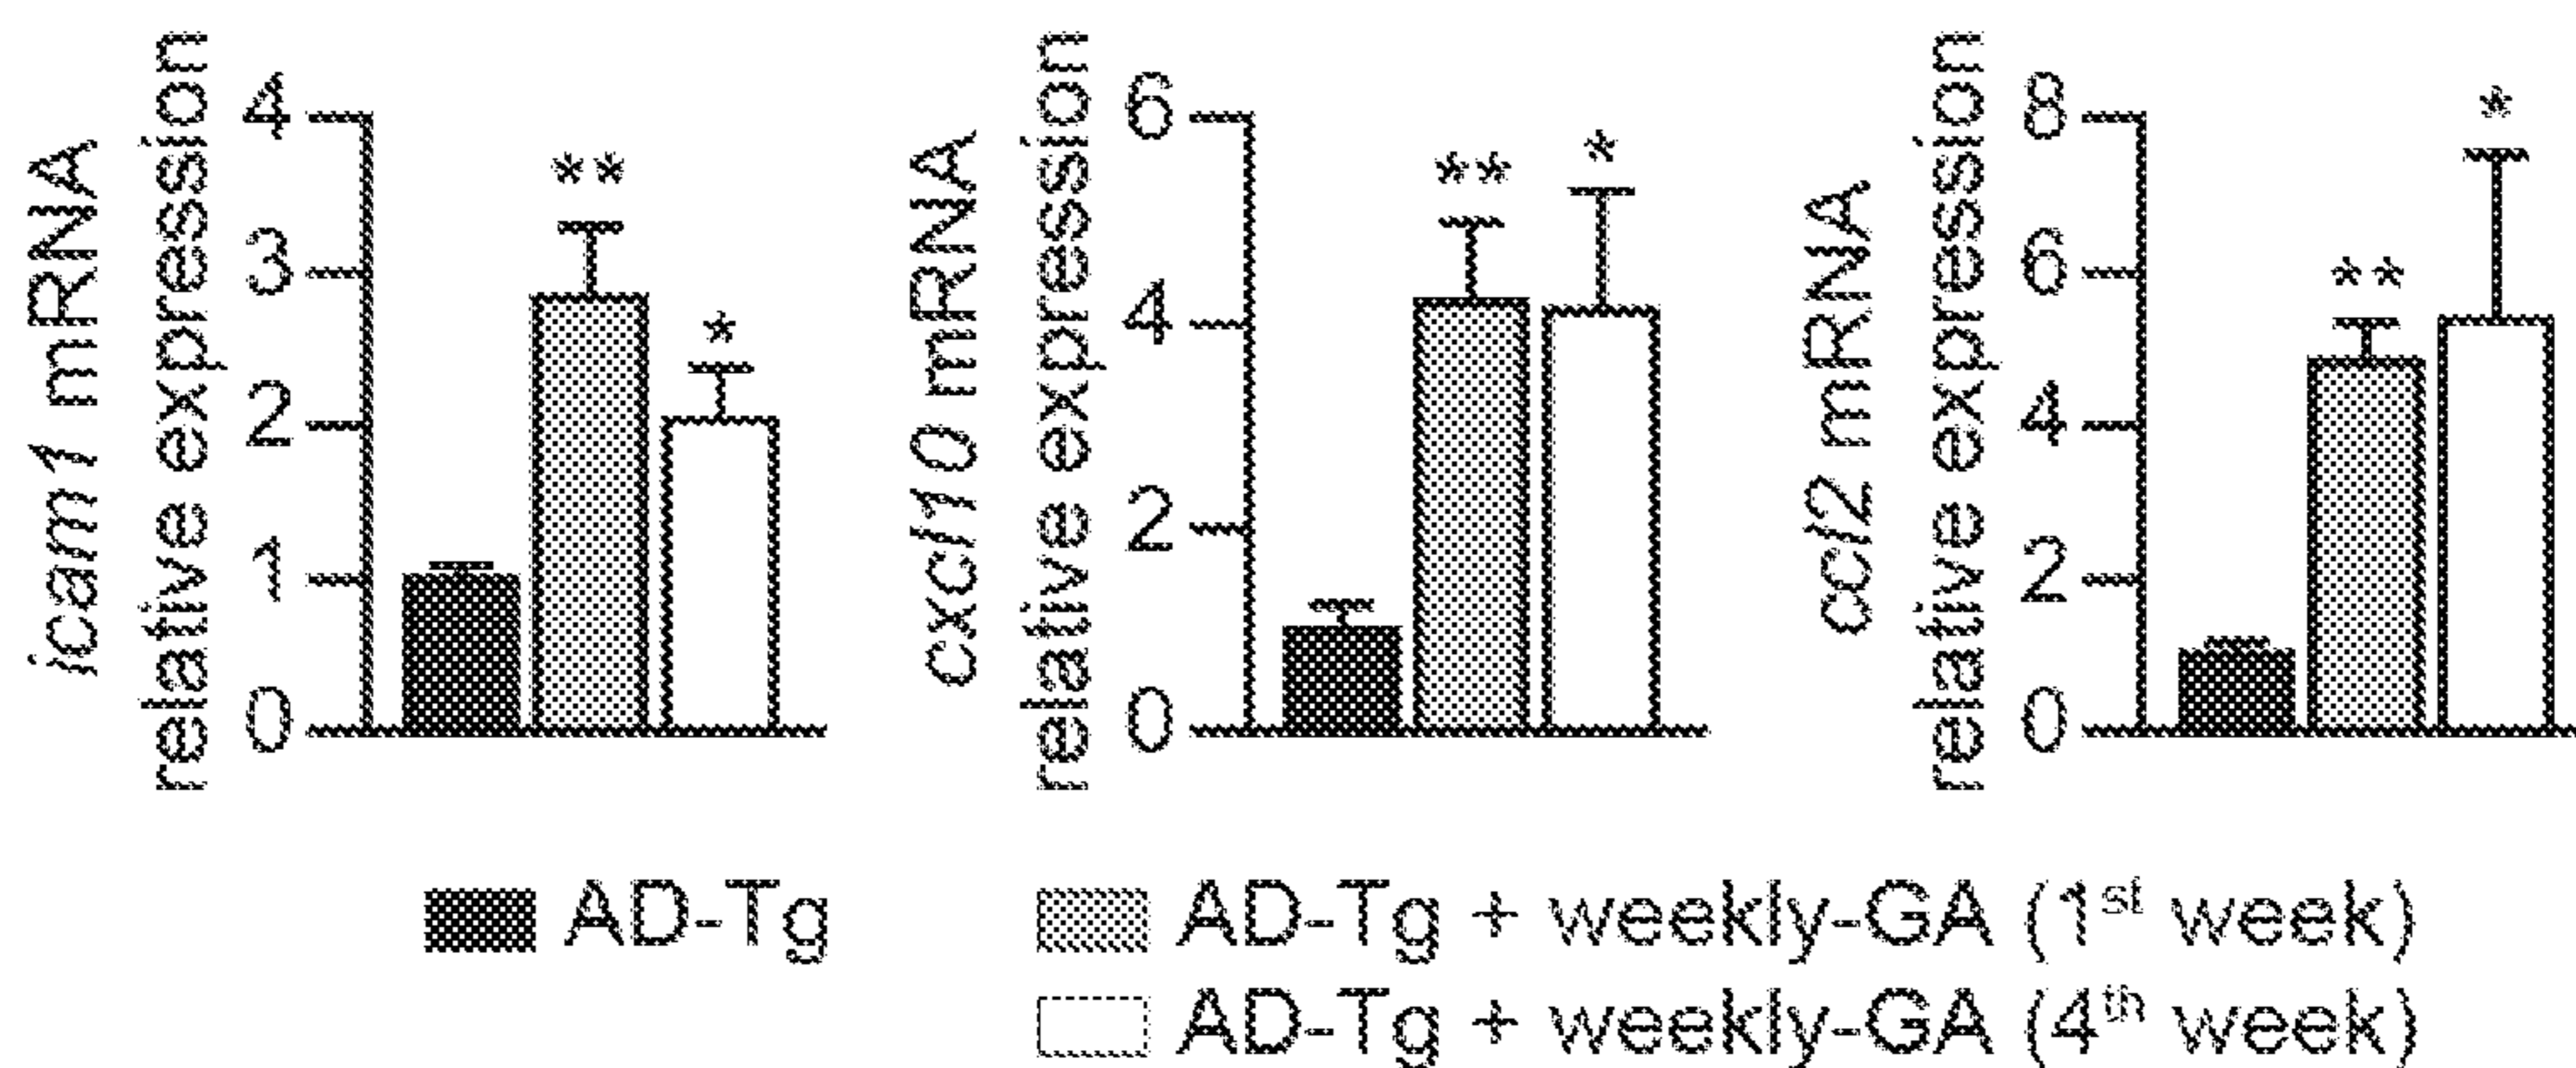 icam1 mRNA
relative expression
4
3
2
1
0
**
*
cxcl10 mRNA
relative expression
6
4
2
0
**
*
ccl2 mRNA
relative expression
8
6
4
2
0
**
*
AD-Tg
AD-Tg + weekly-GA (1st week)
AD-Tg + weekly-GA (4th week)